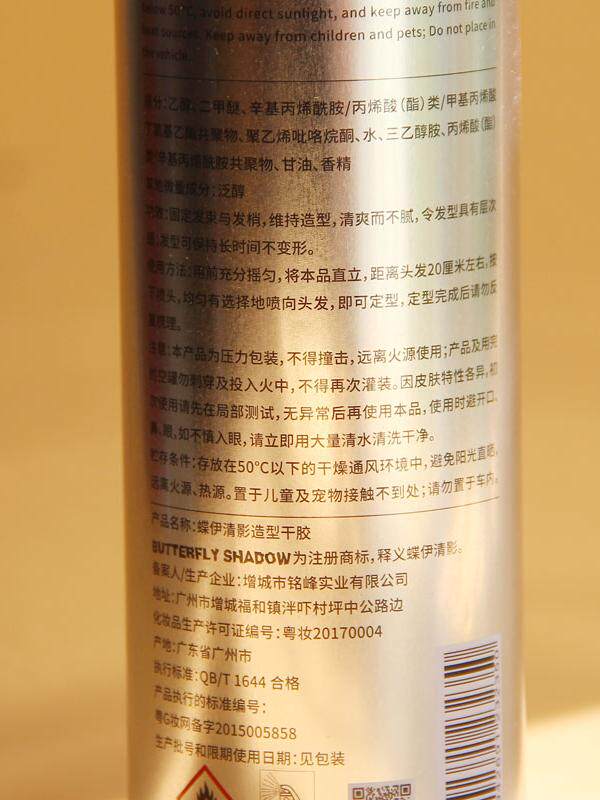 below 50°C, avoid direct sunlight, and keep away from fire and
heat sources. Keep away from children and pets; Do not place in
the vehicle.
成分:乙醇、二甲醚、辛基丙烯酰胺/丙烯酸(酯)类/甲基丙烯酸
丁氨基乙酯共聚物、聚乙烯吡咯烷酮、水、三乙醇胺、丙烯酸(酯)
类/辛基丙烯酰胺共聚物、甘油、香精
其他微量成分:泛醇
功效:固定发束与发梢,维持造型,清爽而不腻,令发型具有层次
感,发型可保持长时间不变形。
使用方法:用前充分摇匀,将本品直立,距离头发20厘米左右,按
下喷头,均匀有选择地喷向头发,即可定型,定型完成后请勿反
复梳理。
注意:本产品为压力包装,不得撞击,远离火源使用;产品及用完
的空罐勿刺穿及投入火中,不得再次灌装。因皮肤特性各异,初
次使用请先在局部测试,无异常后再使用本品,使用时避开口、
鼻、眼,如不慎入眼,请立即用大量清水清洗干净。
贮存条件:存放在50°C以下的干燥通风环境中,避免阳光直晒,
远离火源、热源。置于儿童及宠物接触不到处;请勿置于车内。
产品名称:蝶伊清影造型干胶
BUTTERFLY SHADOW为注册商标,释义蝶伊清影。
备案人/生产企业:增城市铭峰实业有限公司
地址:广州市增城福和镇泮吓村坪中公路边
化妆品生产许可证编号:粤妆20170004
产地:广东省广州市
执行标准:QB/T 1644 合格
产品执行的标准编号:
粤G妆网备字2015005858
生产批号和限期使用日期:见包装